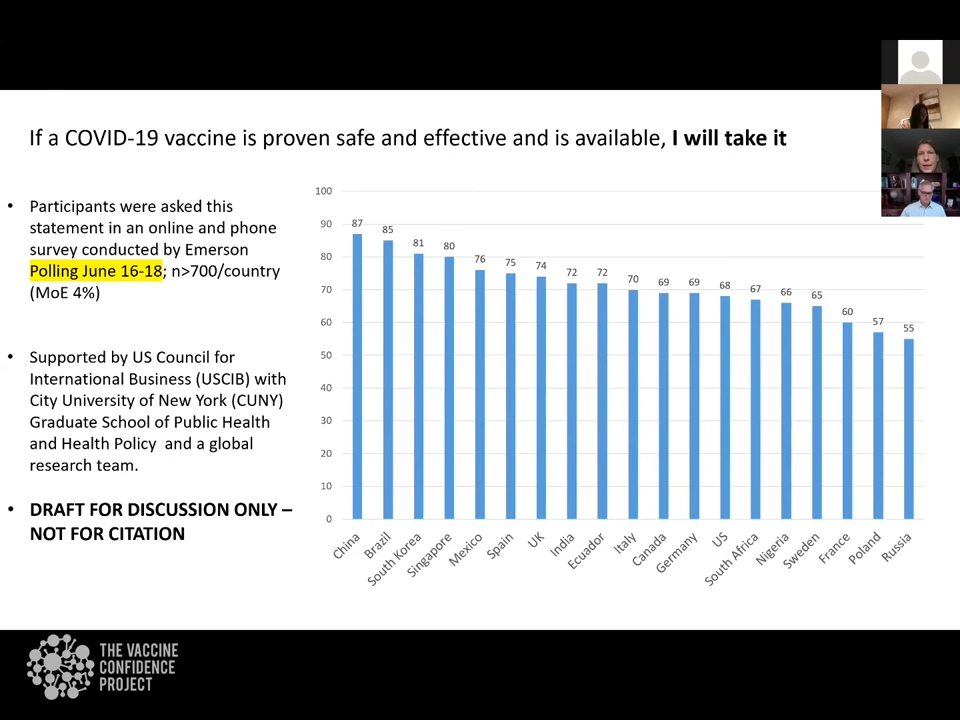 If a COVID-19 vaccine is proven safe and effective and is available, I will take it
• Participants were asked this
statement in an online and phone
survey conducted by Emerson
Polling June 16-18; n>700/country
(MoE 4%)
• Supported by US Council for
International Business (USCIB) with
City University of New York (CUNY)
Graduate School of Public Health
and Health Policy and a global
research team.
• DRAFT FOR DISCUSSION ONLY –
NOT FOR CITATION
100
90
80
70
60
50
40
30
20
10
0
87
85
81
80
76
75
74
72
72
70
69
69
68
67
66
65
60
57
55
China
Brazil
South Korea
Singapore
Mexico
Spain
UK
India
Ecuador
Italy
Canada
Germany
US
South Africa
Nigeria
Sweden
France
Poland
Russia
THE VACCINE
CONFIDENCE
PROJECT